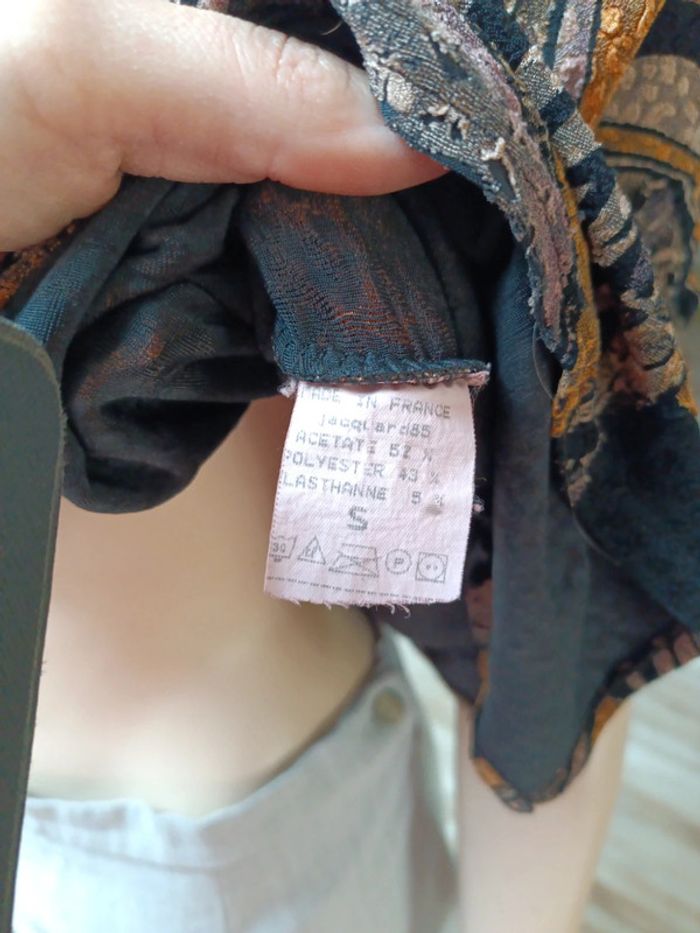 MADE IN FRANCE
jacquard85
ACETATE 52 %
POLYESTER 43 %
ELASTHANNE 5 %
S
30
P